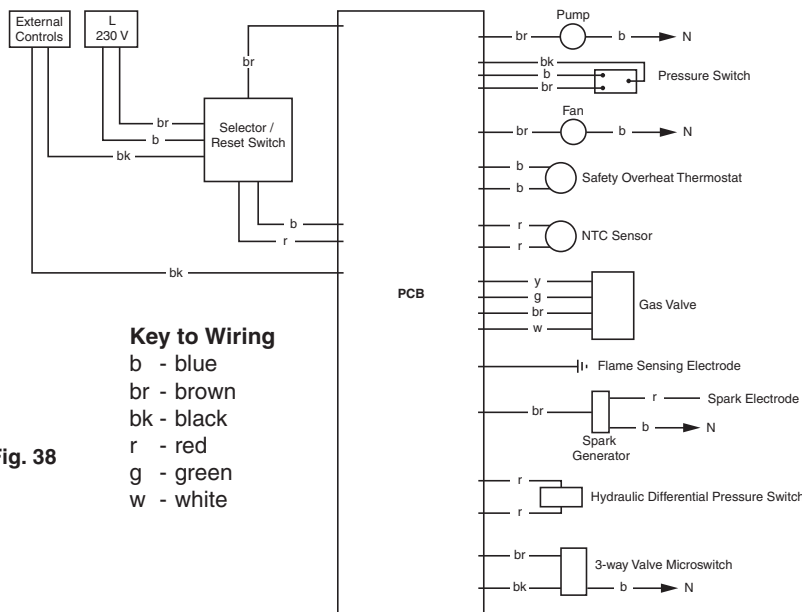 External
Controls
L
230 V
br
br
b
bk
Selector /
Reset Switch
b
r
bk
PCB
Pump
br
b
N
bk
b
br
Pressure Switch
Fan
br
b
N
b
b
Safety Overheat Thermostat
r
r
NTC Sensor
y
g
br
w
Gas Valve
Flame Sensing Electrode
br
r
Spark Electrode
b
N
Spark
Generator
r
r
Hydraulic Differential Pressure Switch
br
bk
3-way Valve Microswitch
b
N
Key to Wiring
b - blue
br - brown
bk - black
r - red
g - green
w - white
Fig. 38